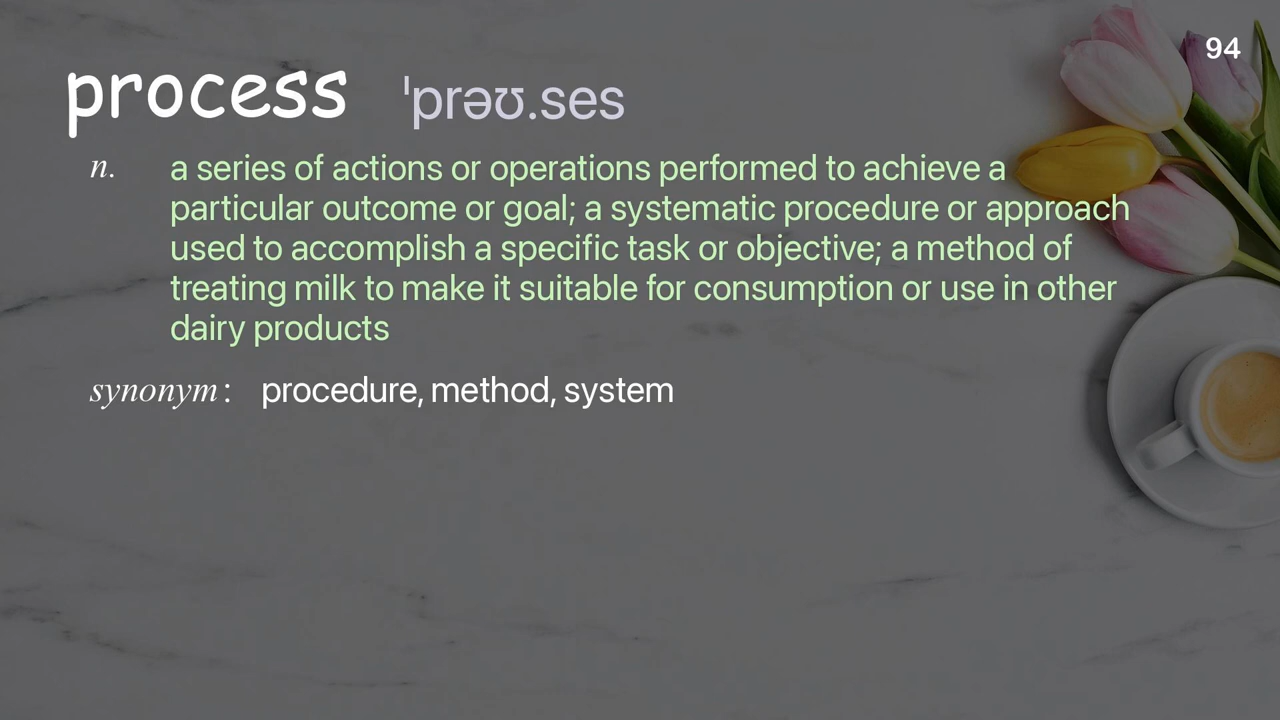 94
process ˈprəʊ.ses
n. a series of actions or operations performed to achieve a
particular outcome or goal; a systematic procedure or approach
used to accomplish a specific task or objective; a method of
treating milk to make it suitable for consumption or use in other
dairy products
synonym: procedure, method, system